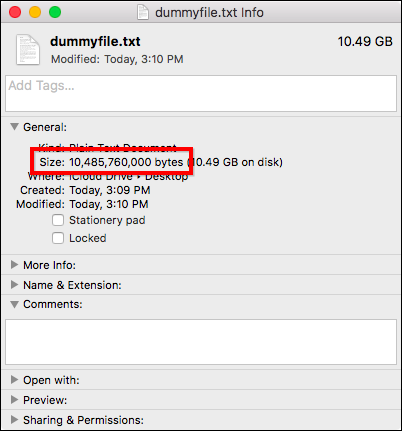 dummyfile.txt Info
dummyfile.txt 10.49 GB
Modified: Today, 3:10 PM
Add Tags...
General:
Kind: Plain Text Document
Size: 10,485,760,000 bytes (10.49 GB on disk)
Where: iCloud Drive ▸ Desktop
Created: Today, 3:09 PM
Modified: Today, 3:10 PM
Stationery pad
Locked
More Info:
Name & Extension:
Comments:
Open with:
Preview:
Sharing & Permissions: